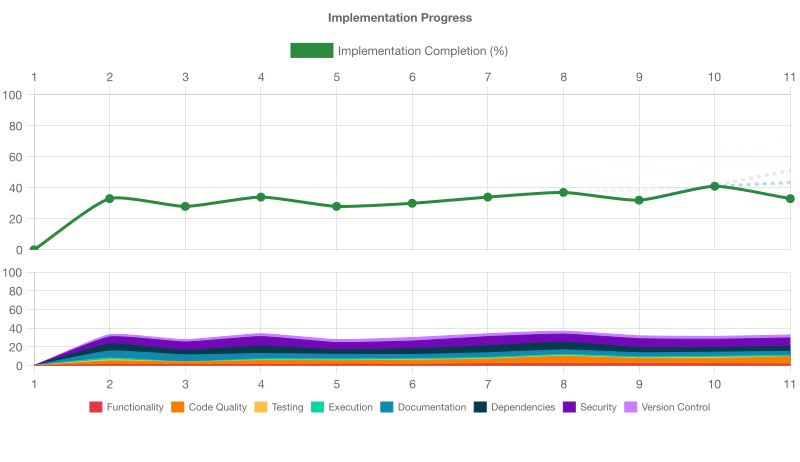 Implementation Progress
Implementation Completion (%)
1 2 3 4 5 6 7 8 9 10 11
100
80
60
40
20
0
100
80
60
40
20
0
1 2 3 4 5 6 7 8 9 10 11
Functionality Code Quality Testing Execution Documentation Dependencies Security Version Control